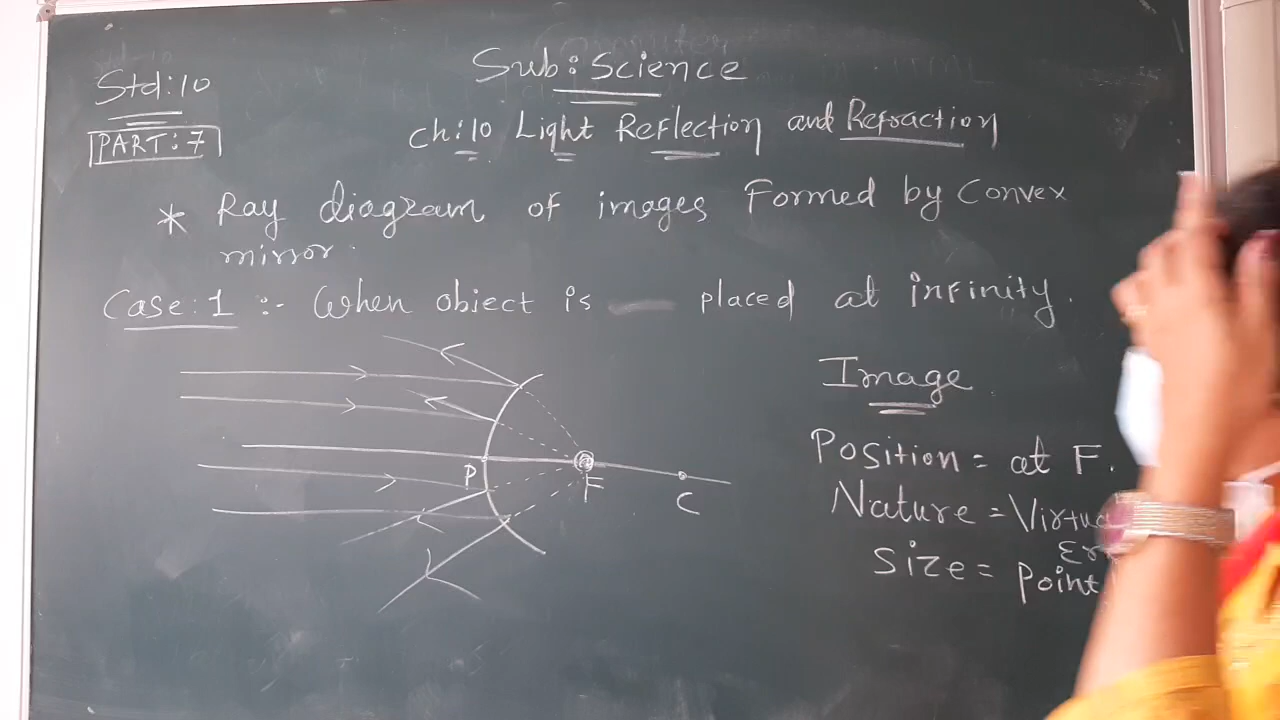 Std:10
Sub: Science
PART:7
Ch:10 Light Reflection and Refraction
* Ray diagram of images Formed by Convex
mirror.
Case:1 :- When object is placed at infinity.
Image
Position = at F.
Nature =
Size = Point
P
F
C